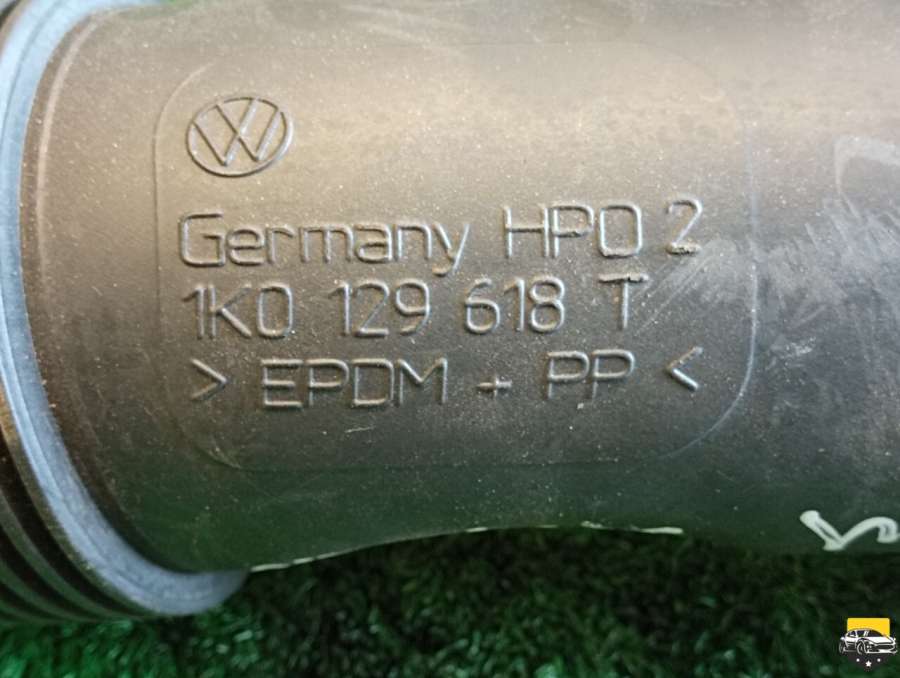 Germany HPO 2
1K0 129 618 T
> EPDM + PP <